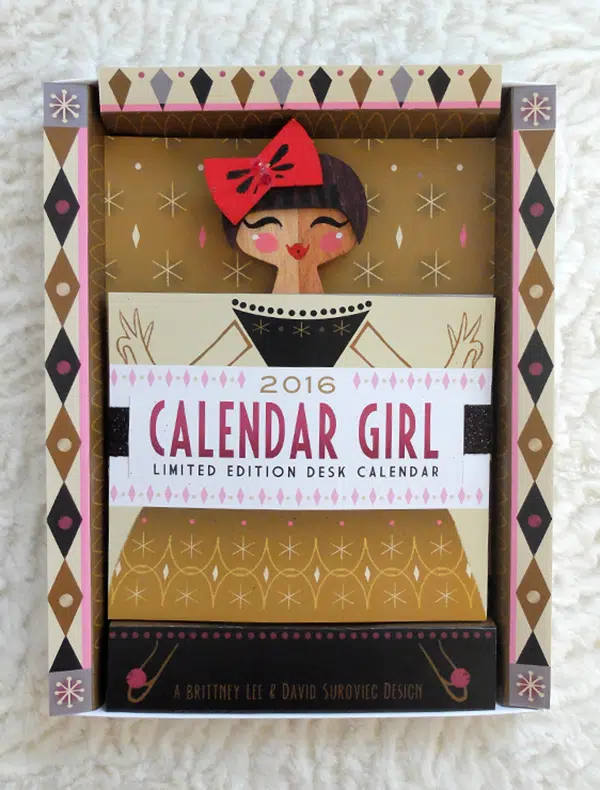 2016
CALENDAR GIRL
LIMITED EDITION DESK CALENDAR
A BRITTNEY LEE & DAVID SUROVIEC DESIGN